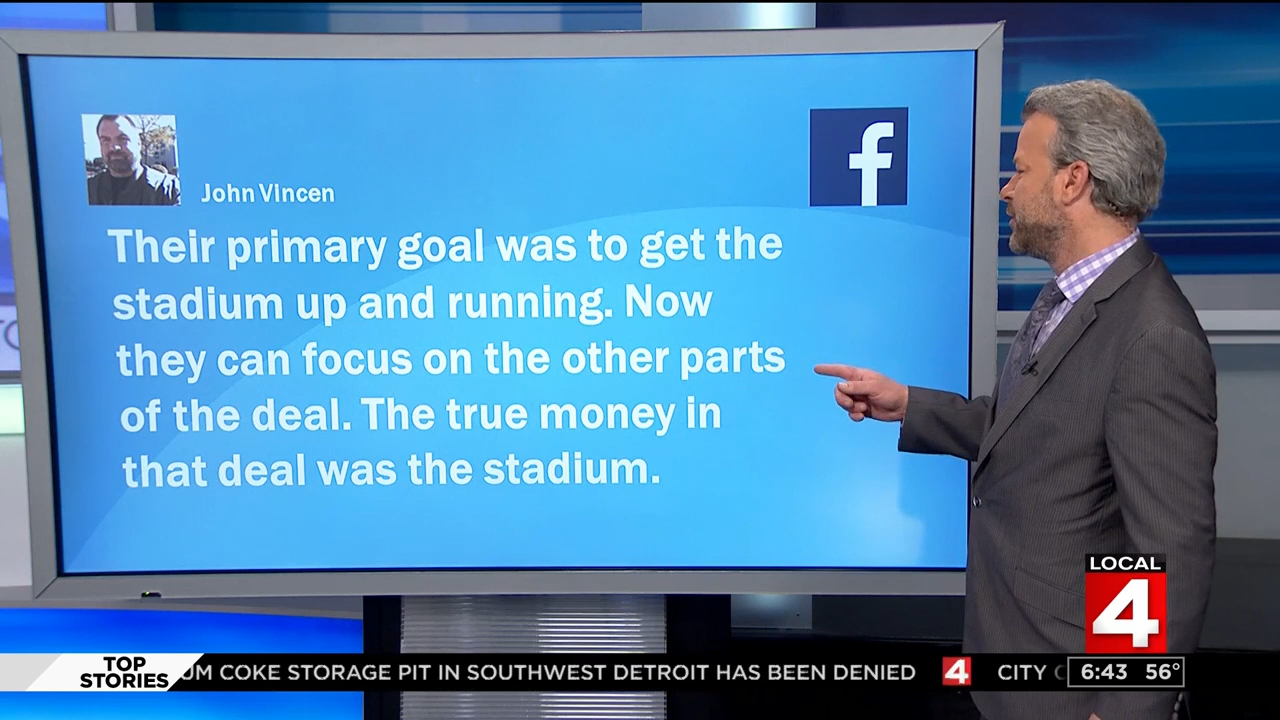 John Vincen
Their primary goal was to get the
stadium up and running. Now
they can focus on the other parts
of the deal. The true money in
that deal was the stadium.
LOCAL
4
TOP
STORIES
COKE STORAGE PIT IN SOUTHWEST DETROIT HAS BEEN DENIED 4 CITY
6:43 56°